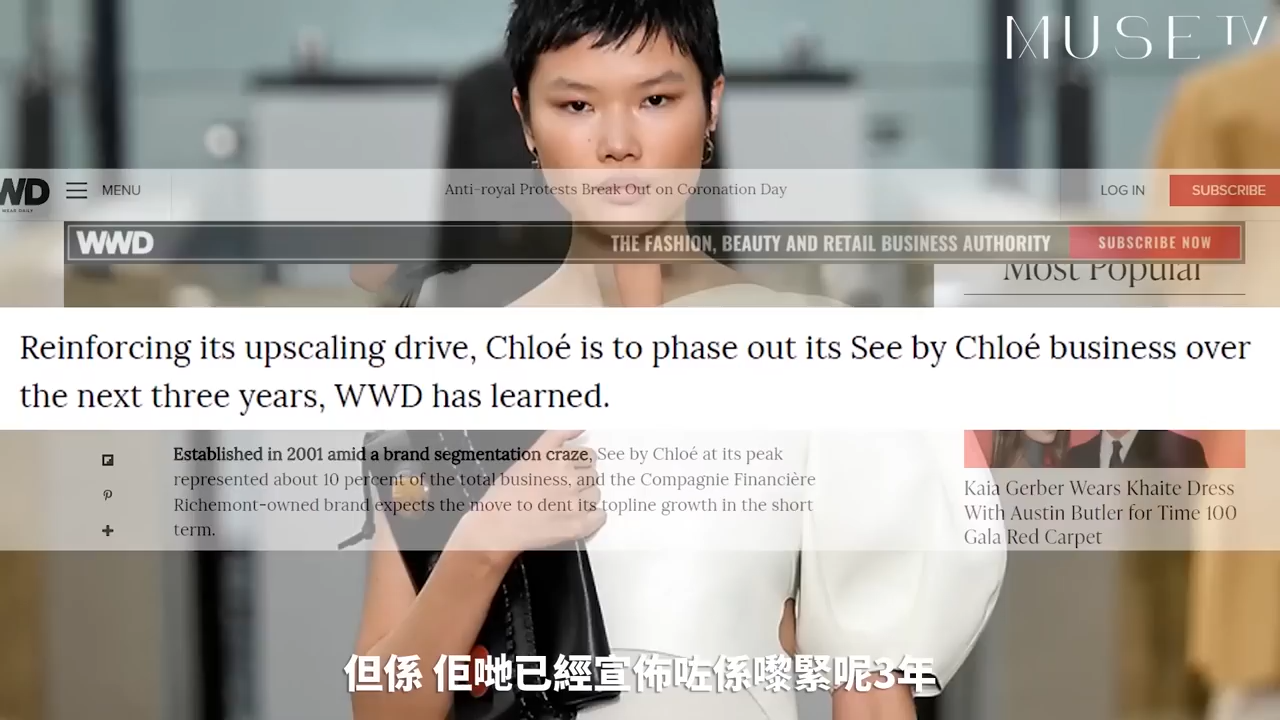 MUSE TV
WD
MENU
Anti-royal Protests Break Out on Coronation Day
LOG IN
SUBSCRIBE
WWD
THE FASHION, BEAUTY AND RETAIL BUSINESS AUTHORITY
SUBSCRIBE NOW
Most Popular
Reinforcing its upscaling drive, Chloé is to phase out its See by Chloé business over
the next three years, WWD has learned.
Established in 2001 amid a brand segmentation craze, See by Chloé at its peak
represented about 10 percent of the total business, and the Compagnie Financière
Richemont-owned brand expects the move to dent its topline growth in the short
term.
Kaia Gerber Wears Khaite Dress
With Austin Butler for Time 100
Gala Red Carpet
但係 佢哋已經宣佈咗係嚟緊呢3年